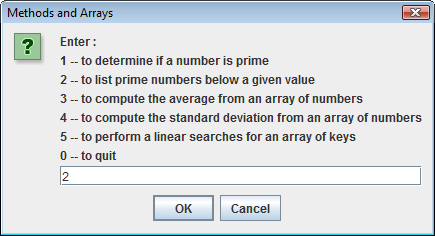 Methods and Arrays
Enter :
1 -- to determine if a number is prime
2 -- to list prime numbers below a given value
3 -- to compute the average from an array of numbers
4 -- to compute the standard deviation from an array of numbers
5 -- to perform a linear searches for an array of keys
0 -- to quit
2
OK Cancel